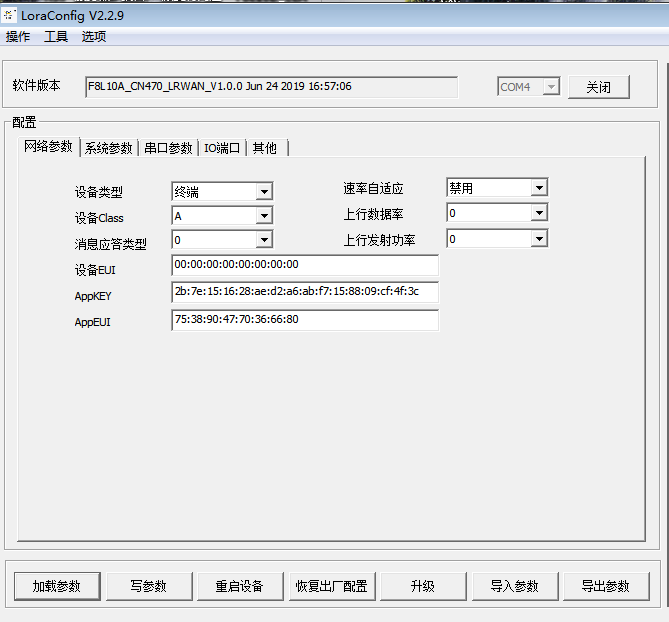 LoraConfig V2.2.9
操作 工具 选项
软件版本 F8L10A_CN470_LRWAN_V1.0.0 Jun 24 2019 16:57:06 COM4 关闭
配置
网络参数 系统参数 串口参数 IO端口 其他
设备类型 终端 速率自适应 禁用
设备Class A 上行数据率 0
消息应答类型 0 上行发射功率 0
设备EUI 00:00:00:00:00:00:00:00
AppKEY 2b:7e:15:16:28:ae:d2:a6:ab:f7:15:88:09:cf:4f:3c
AppEUI 75:38:90:47:70:36:66:80
加载参数 写参数 重启设备 恢复出厂配置 升级 导入参数 导出参数